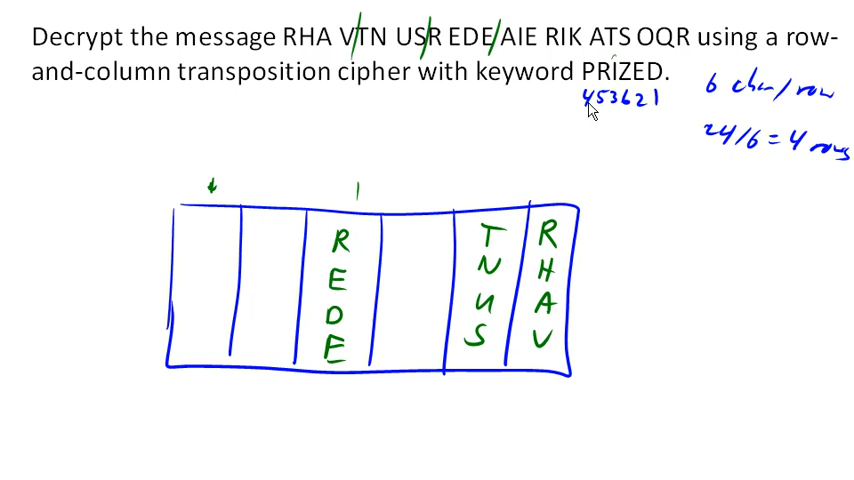 Decrypt the message RHA VTN USR EDE AIE RIK ATS OQR using a row-
and-column transposition cipher with keyword PRIZED.
453621
6 char/row
24/6 = 4 rows
R T R
E N H
D U A
E S V